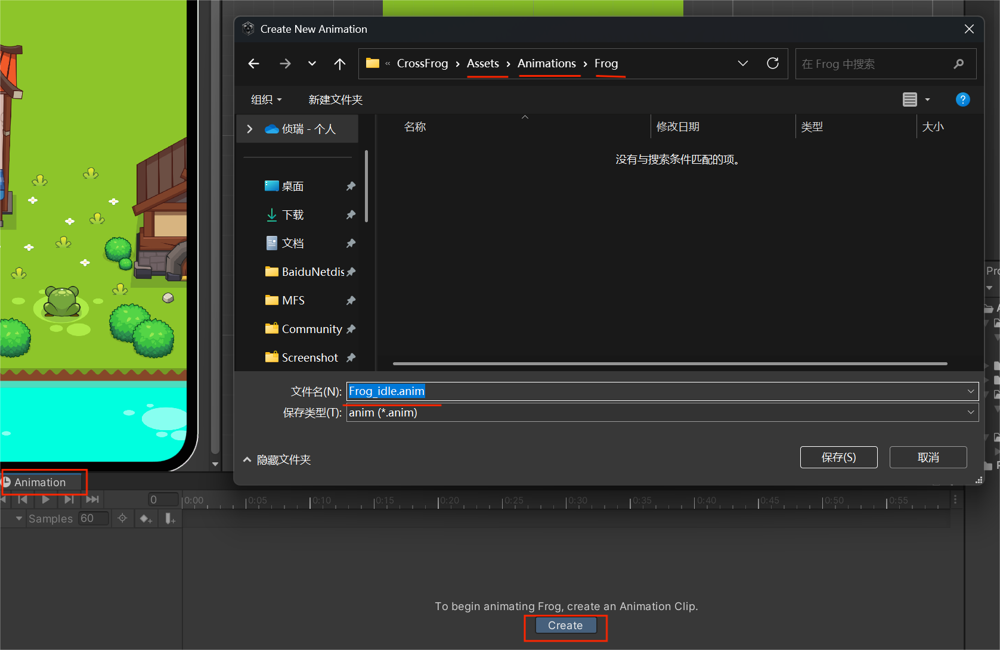 Create New Animation
« CrossFrog › Assets › Animations › Frog
在 Frog 中搜索
组织
新建文件夹
?
侦瑞 - 个人
名称
修改日期
类型
大小
没有与搜索条件匹配的项。
桌面
下载
文档
BaiduNetdis
MFS
Community
Screenshot
文件名(N):
Frog_idle.anim
保存类型(T):
anim (*.anim)
隐藏文件夹
保存(S)
取消
Pro
Animation
0
0:00
0:05
0:10
0:15
0:20
0:25
0:30
0:35
0:40
0:45
0:50
0:55
Samples
60
To begin animating Frog, create an Animation Clip.
Create